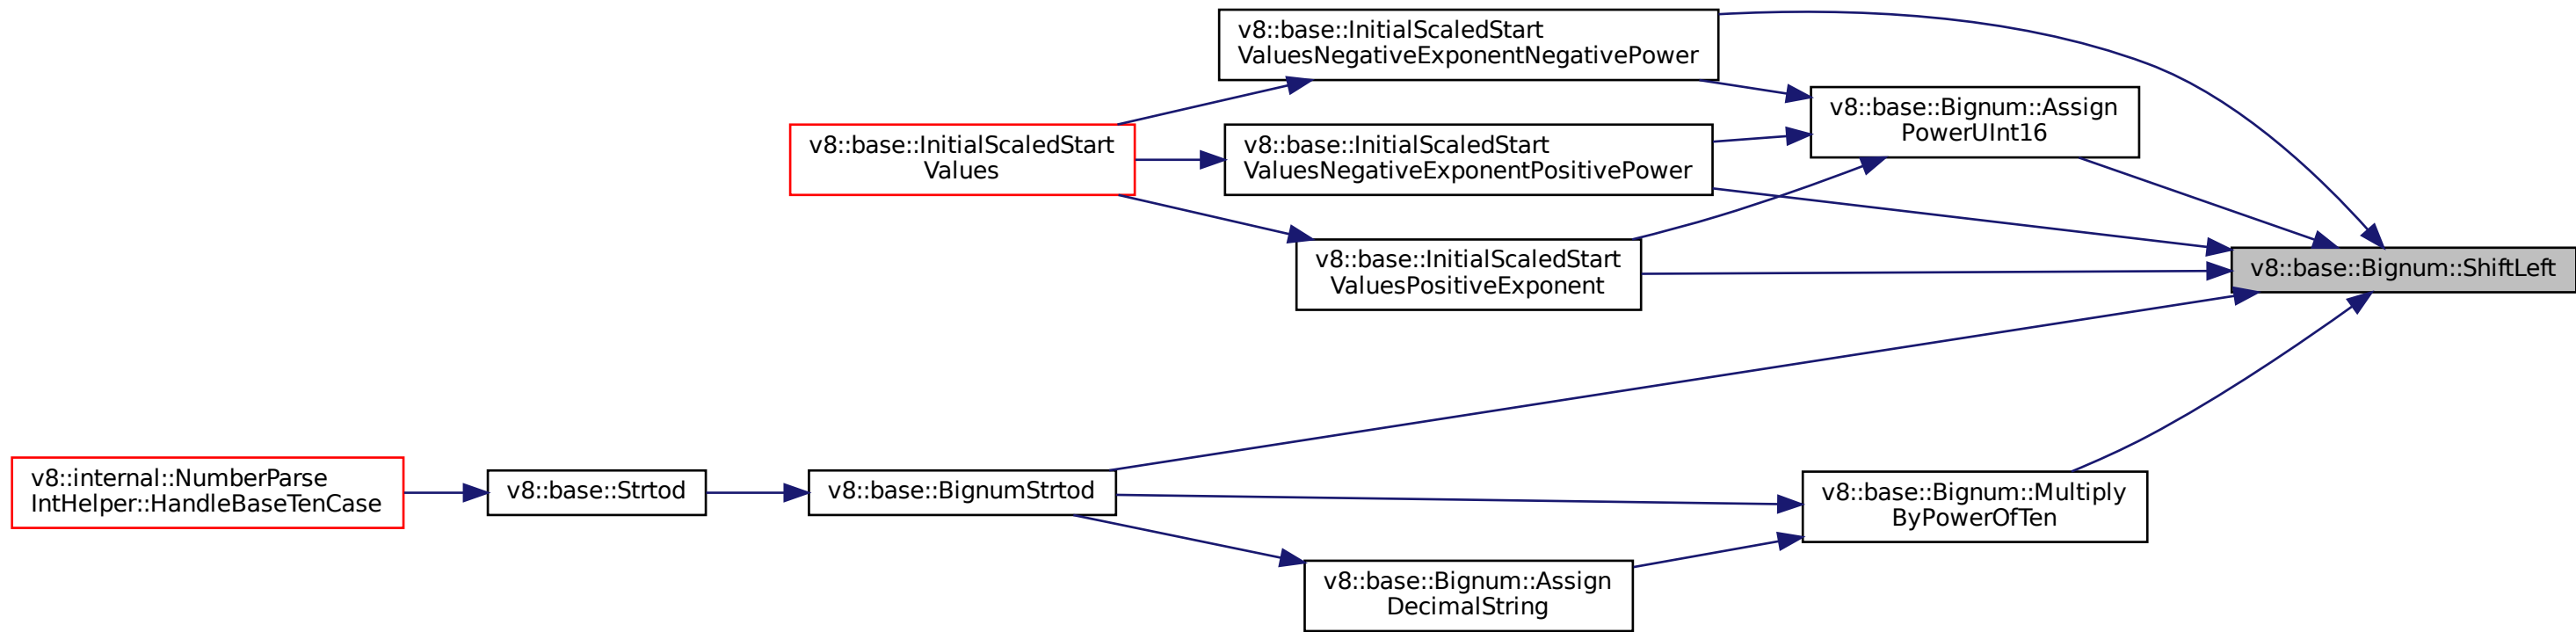 v8::base::InitialScaledStart
ValuesNegativeExponentNegativePower
v8::base::Bignum::Assign
PowerUInt16
v8::base::InitialScaledStart
Values
v8::base::InitialScaledStart
ValuesNegativeExponentPositivePower
v8::base::InitialScaledStart
ValuesPositiveExponent
v8::base::Bignum::ShiftLeft
v8::internal::NumberParse
IntHelper::HandleBaseTenCase
v8::base::Strtod
v8::base::BignumStrtod
v8::base::Bignum::Multiply
ByPowerOfTen
v8::base::Bignum::Assign
DecimalString